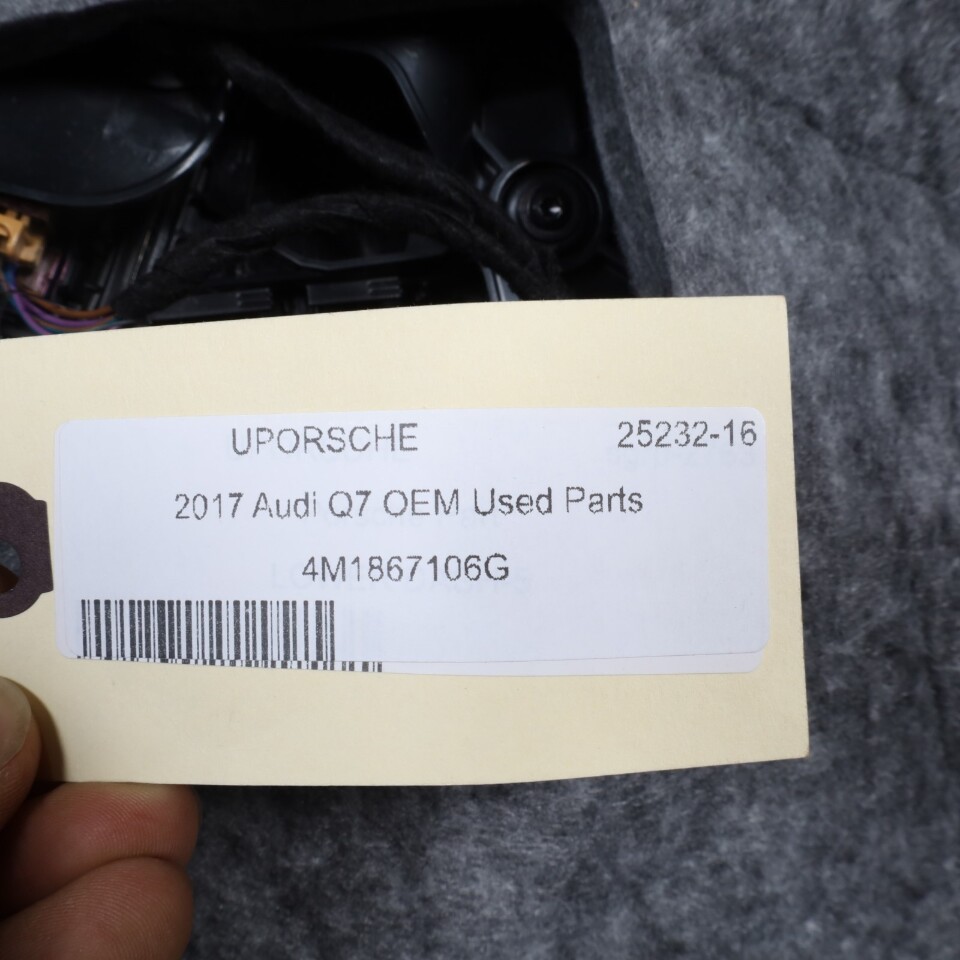 UPORSCHE 25232-16
2017 Audi Q7 OEM Used Parts
4M1867106G